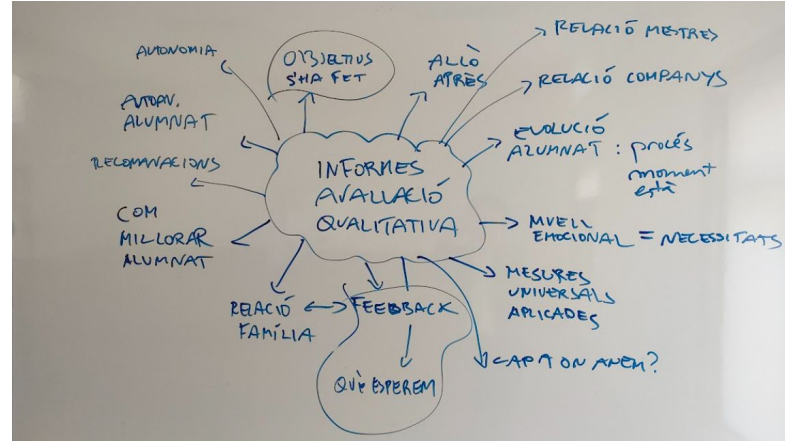 AUTONOMIA
OBJECTIUS
S'HA FET
ALLÒ
APRÈS
RELACIÓ MESTRES
RELACIÓ COMPANYS
AUTOAV.
ALUMNAT
EVOLUCIÓ
ALUMNAT : procés
moment
està
RECOMANACIONS
INFORMES
AVALUACIÓ
QUALITATIVA
COM
MILLORAR
ALUMNAT
NIVELL
EMOCIONAL = NECESSITATS
MESURES
UNIVERSALS
APLICADES
RELACIÓ
FAMÍLIA
FEEDBACK
QUÈ ESPEREM
CAP A ON ANEM?